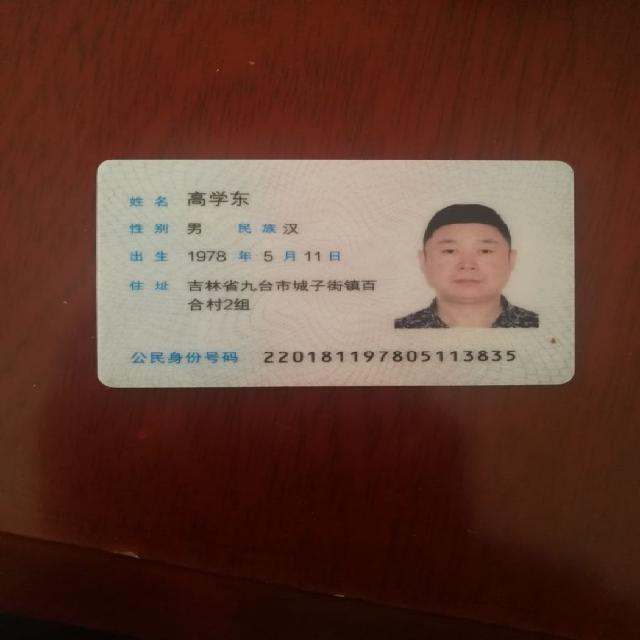 姓名 高学东
性别 男 民族 汉
出生 1978 年 5 月 11 日
住址 吉林省九台市城子街镇百
合村2组
公民身份号码 220181197805113835